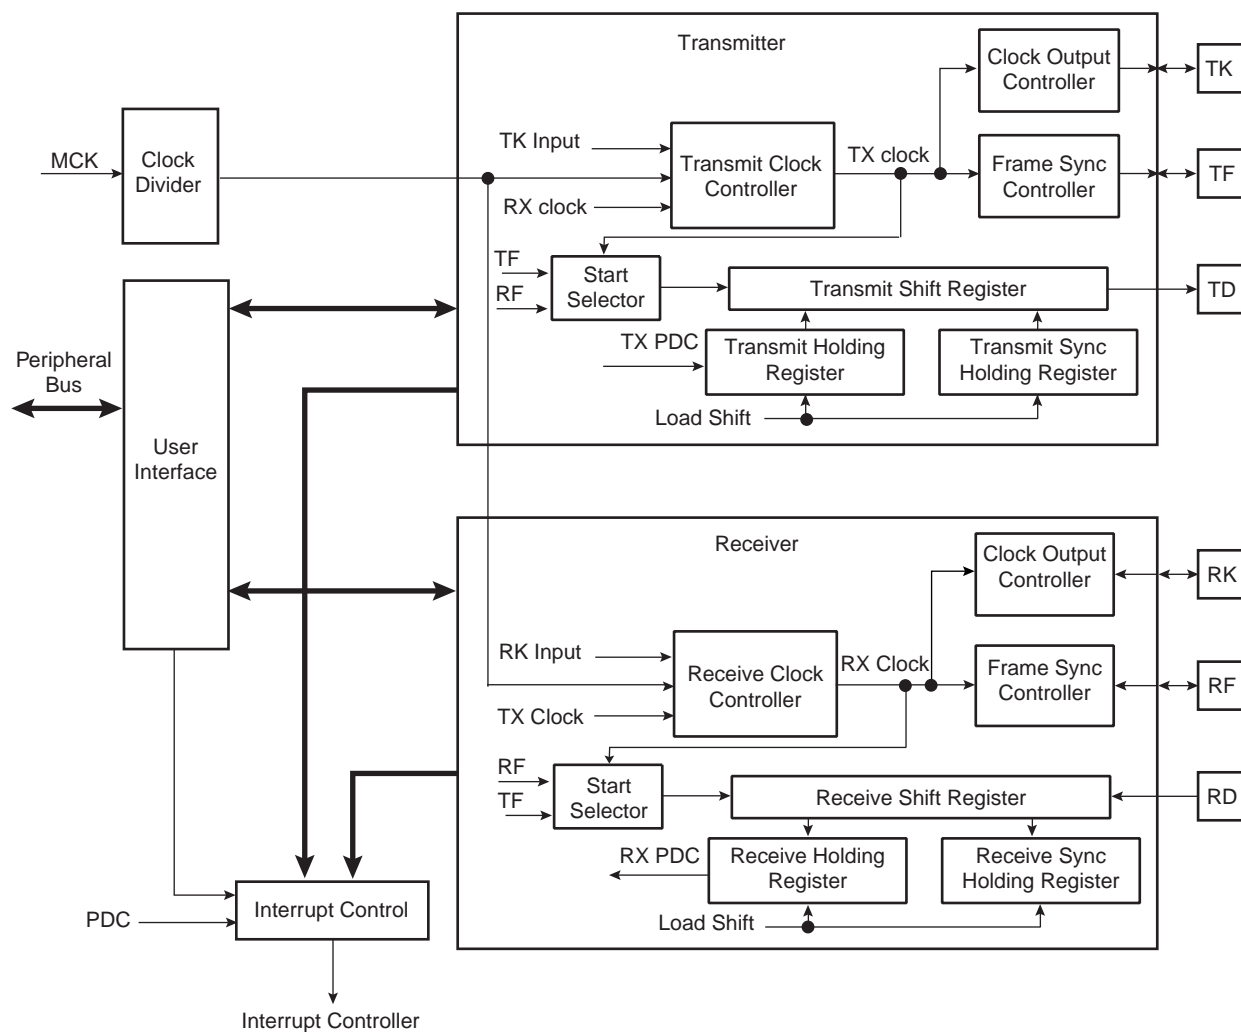 Transmitter
Clock Output
Controller
TK
MCK
Clock
Divider
TK Input
Transmit Clock
Controller
RX clock
TX clock
Frame Sync
Controller
TF
TF
RF
Start
Selector
Transmit Shift Register
TD
TX PDC
Transmit Holding
Register
Transmit Sync
Holding Register
Load Shift
Peripheral
Bus
User
Interface
Receiver
Clock Output
Controller
RK
RK Input
Receive Clock
Controller
TX Clock
RX Clock
Frame Sync
Controller
RF
RF
TF
Start
Selector
Receive Shift Register
RD
RX PDC
Receive Holding
Register
Receive Sync
Holding Register
Load Shift
PDC
Interrupt Control
Interrupt Controller